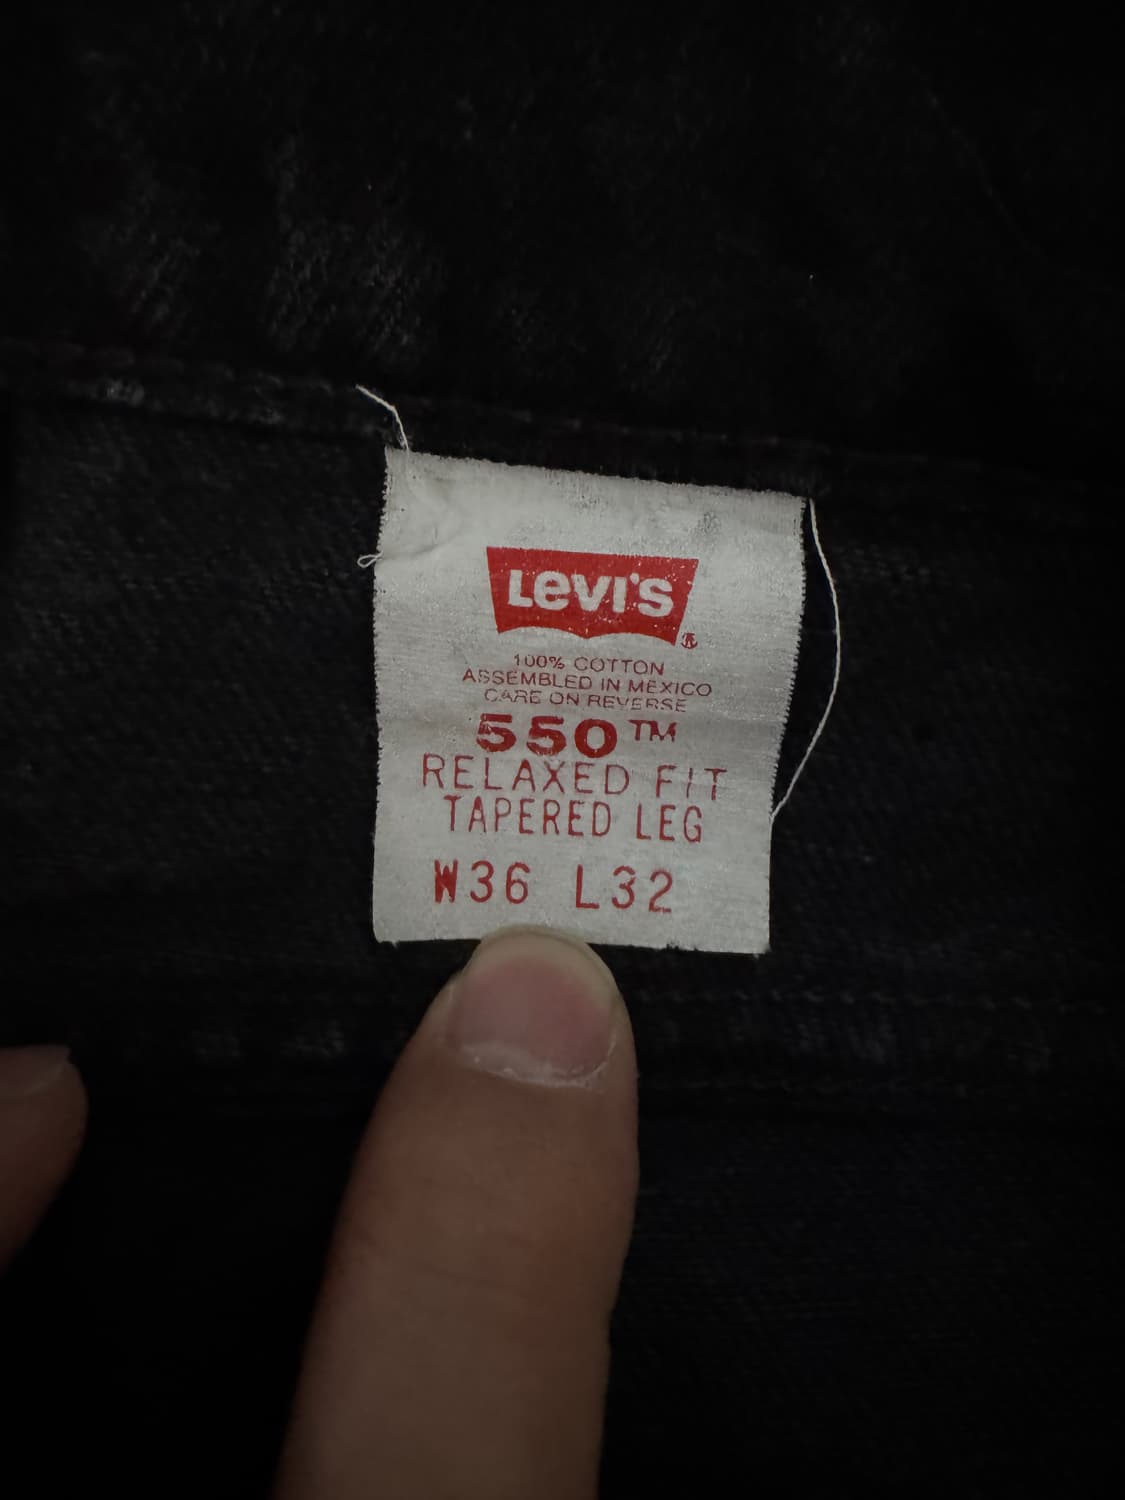 LEVI'S
100% COTTON
ASSEMBLED IN MEXICO
CARE ON REVERSE
550™
RELAXED FIT
TAPERED LEG
W36 L32